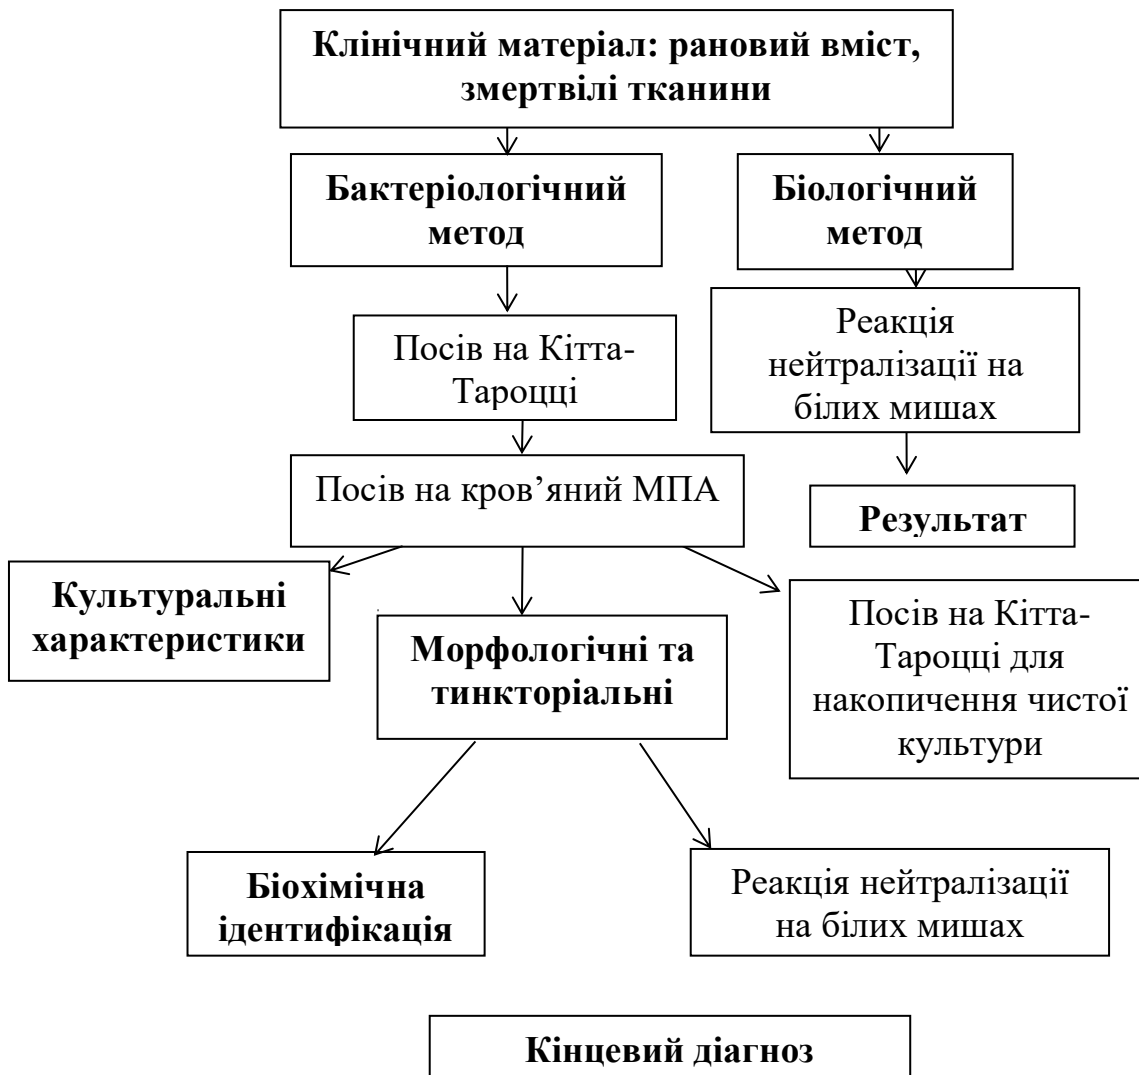 Клінічний матеріал: рановий вміст,
змертвілі тканини
Бактеріологічний
метод
Біологічний
метод
Посів на Кітта-
Тароцці
Реакція
нейтралізації на
білих мишах
Посів на кров’яний МПА
Результат
Культуральні
характеристики
Морфологічні та
тинкторіальні
Посів на Кітта-
Тароцці для
накопичення чистої
культури
Біохімічна
ідентифікація
Реакція нейтралізації
на білих мишах
Кінцевий діагноз